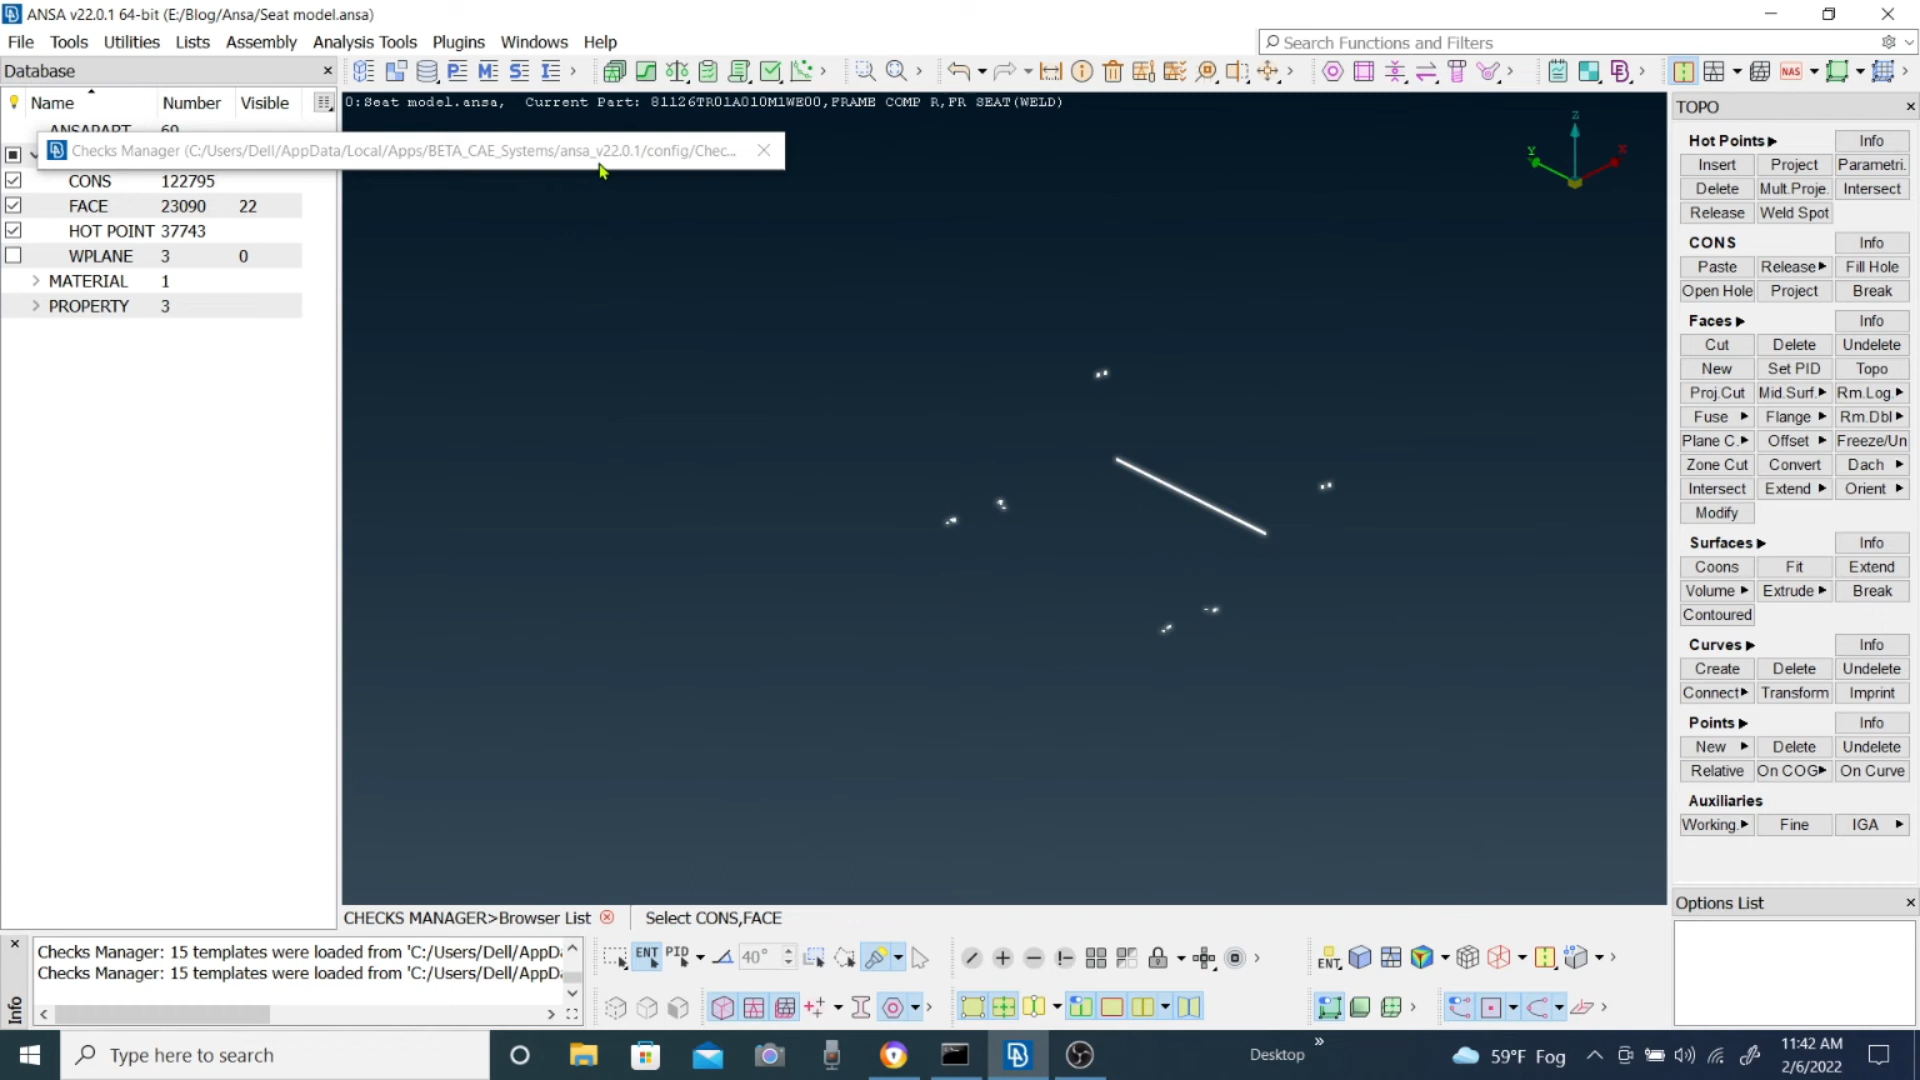 ANSA v22.0.1 64-bit (E:/Blog/Ansa/Seat model.ansa)
File Tools Utilities Lists Assembly Analysis Tools Plugins Windows Help
Search Functions and Filters
Database
Name Number Visible
0:Seat model.ansa, Current Part: 81126TR01A010M1WE00,FRAME COMP R,FR SEAT(WELD)
ANSAPART 60
Checks Manager (C:/Users/Dell/AppData/Local/Apps/BETA_CAE_Systems/ansa_v22.0.1/config/Chec...
CONS 122795
FACE 23090 22
HOT POINT 37743
WPLANE 3 0
MATERIAL 1
PROPERTY 3
Z
Y
X
TOPO
Hot Points Info
Insert Project Parametri.
Delete Mult.Proje. Intersect
Release Weld Spot
CONS Info
Paste Release Fill Hole
Open Hole Project Break
Faces Info
Cut Delete Undelete
New Set PID Topo
Proj.Cut Mid.Surf. Rm.Log.
Fuse Flange Rm.Dbl
Plane C. Offset Freeze/Un
Zone Cut Convert Dach
Intersect Extend Orient
Modify
Surfaces Info
Coons Fit Extend
Volume Extrude Break
Contoured
Curves Info
Create Delete Undelete
Connect Transform Imprint
Points Info
New Delete Undelete
Relative On COG On Curve
Auxiliaries
Working. Fine IGA
Options List
CHECKS MANAGER>Browser List Select CONS,FACE
Checks Manager: 15 templates were loaded from 'C:/Users/Dell/AppDa
Checks Manager: 15 templates were loaded from 'C:/Users/Dell/AppDa
Info
ENT PID 40°
ENT
NAS
Type here to search
Desktop
59°F Fog
11:42 AM
2/6/2022